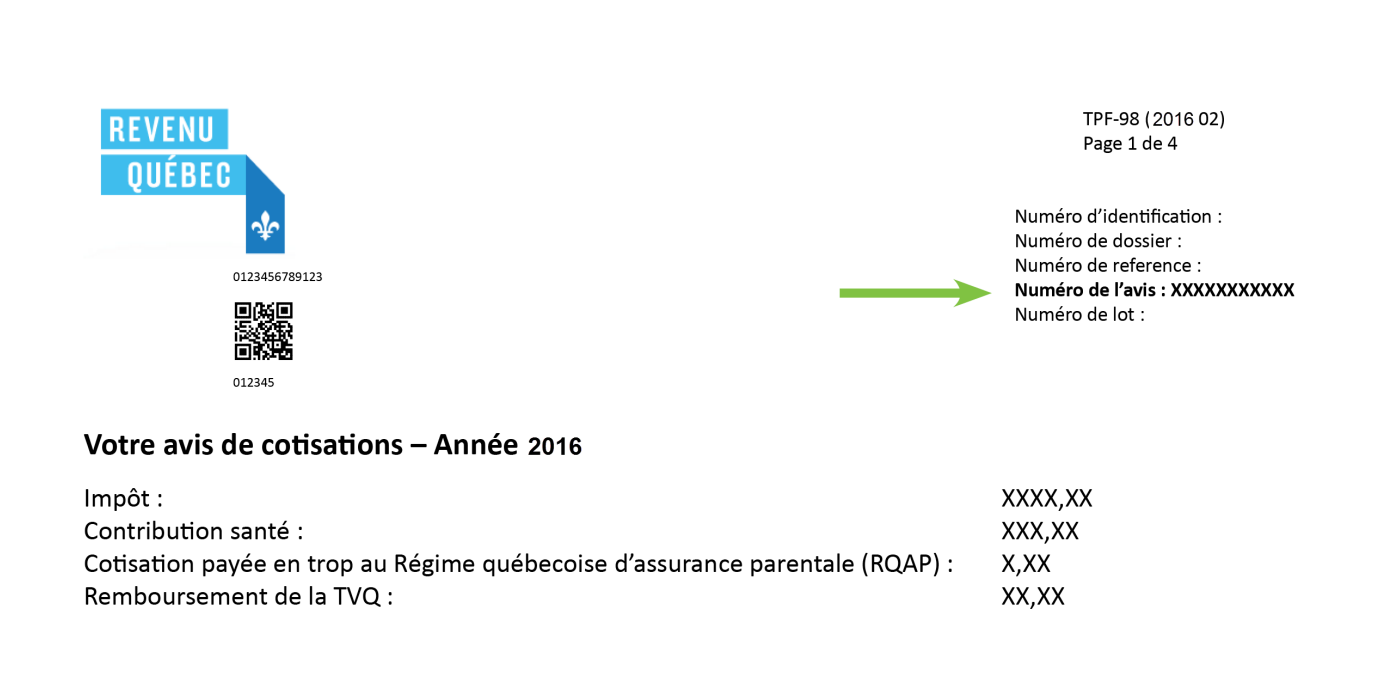 REVENU
QUÉBEC
TPF-98 (2016 02)
Page 1 de 4
Numéro d'identification :
Numéro de dossier :
Numéro de reference :
Numéro de l'avis : XXXXXXXXXXX
Numéro de lot :
0123456789123
012345
Votre avis de cotisations – Année 2016
Impôt : XXXX,XX
Contribution santé : XXX,XX
Cotisation payée en trop au Régime québecoise d'assurance parentale (RQAP) : X,XX
Remboursement de la TVQ : XX,XX